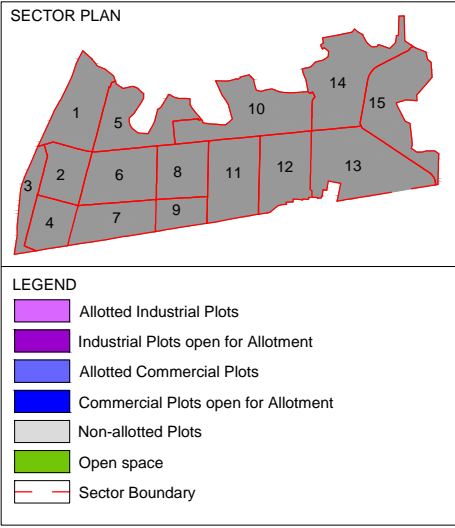 SECTOR PLAN
14
15
1
10
5
2
6
8
11
12
13
3
4
7
9
LEGEND
Allotted Industrial Plots
Industrial Plots open for Allotment
Allotted Commercial Plots
Commercial Plots open for Allotment
Non-allotted Plots
Open space
Sector Boundary